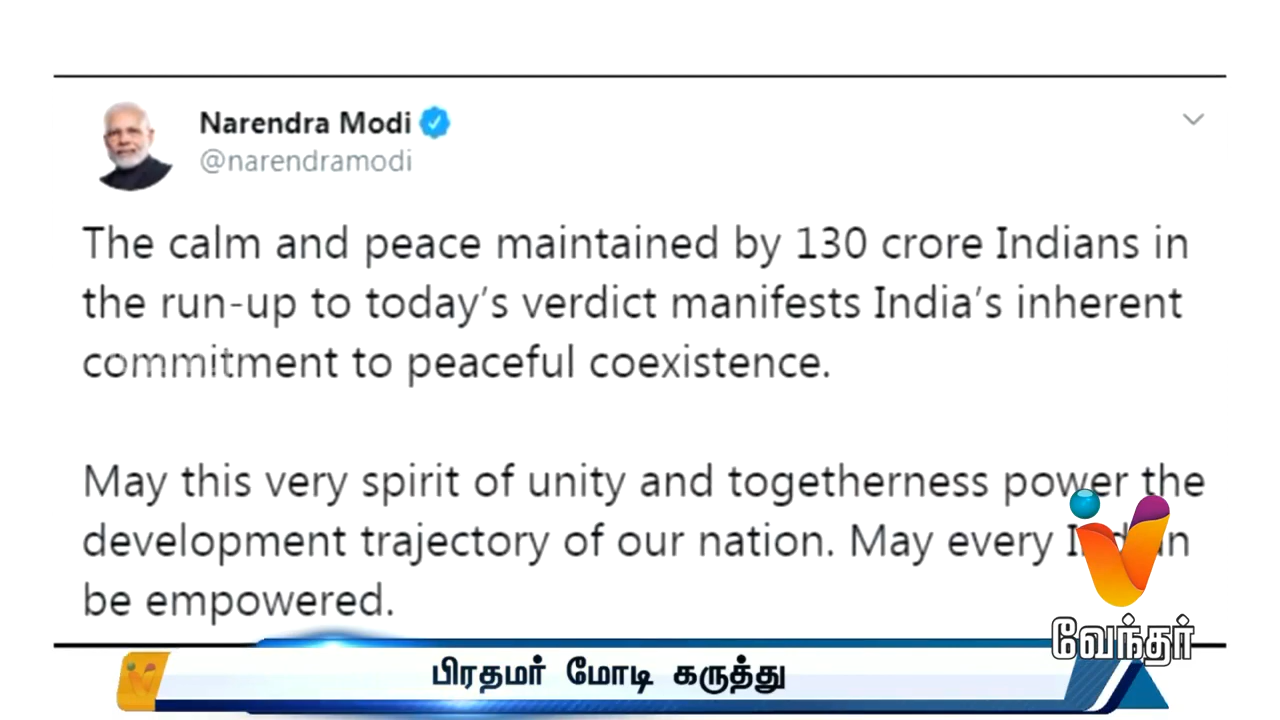 Narendra Modi
@narendramodi
The calm and peace maintained by 130 crore Indians in
the run-up to today's verdict manifests India's inherent
commitment to peaceful coexistence.
May this very spirit of unity and togetherness power the
development trajectory of our nation. May every Indian
be empowered.
வேந்தர்
பிரதமர் மோடி கருத்து